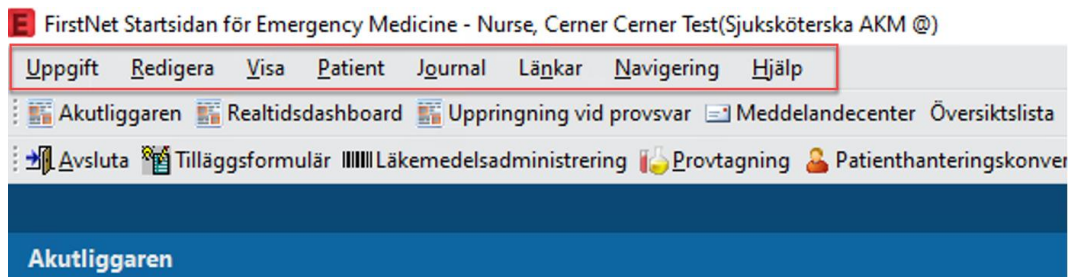 E FirstNet Startsidan för Emergency Medicine - Nurse, Cerner Cerner Test(Sjuksköterska AKM @)
Uppgift Redigera Visa Patient Journal Länkar Navigering Hjälp
Akutliggaren Realtidsdashboard Uppringning vid provsvar Meddelandecenter Översiktslista
Avsluta Tilläggsformulär Läkemedelsadministrering Provtagning Patienthanteringskonver
Akutliggaren